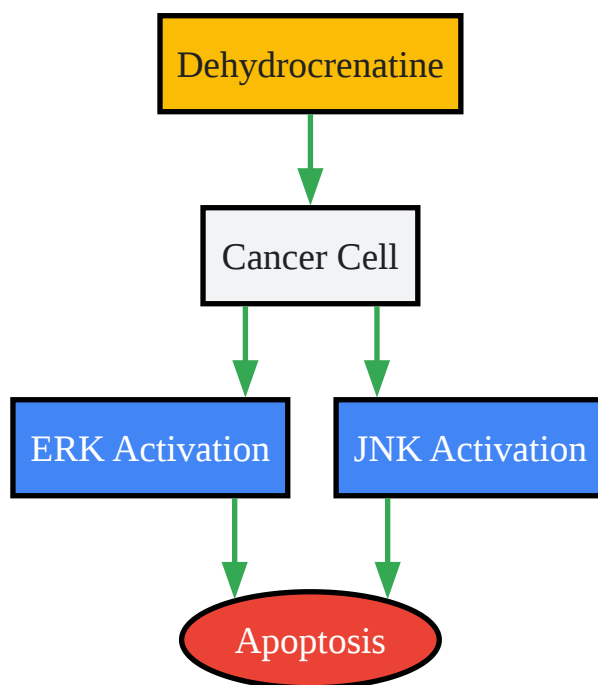 Dehydrocrenatine
Cancer Cell
ERK Activation
JNK Activation
Apoptosis